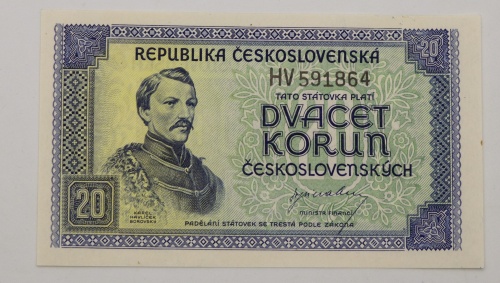 20
REPUBLIKA ČESKOSLOVENSKÁ
HV 591864
TATO STÁTOVKA PLATÍ
DVACET
KORUN
ČESKOSLOVENSKÝCH
MINISTR FINANCÍ
20
KAREL
HAVLÍČEK
BOROVSKÝ
PADĚLÁNÍ STÁTOVEK SE TRESTÁ PODLE ZÁKONA